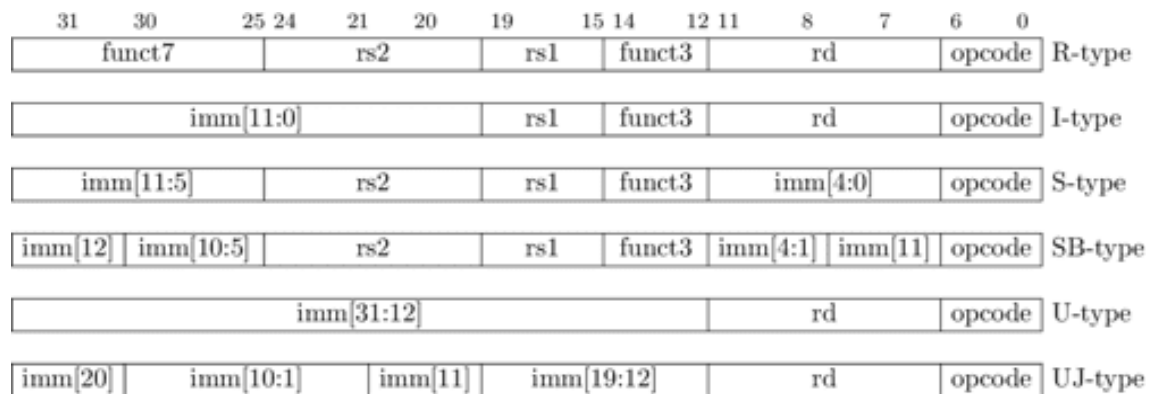 31 30 25 24 21 20 19 15 14 12 11 8 7 6 0
funct7 rs2 rs1 funct3 rd opcode R-type
imm[11:0] rs1 funct3 rd opcode I-type
imm[11:5] rs2 rs1 funct3 imm[4:0] opcode S-type
imm[12] imm[10:5] rs2 rs1 funct3 imm[4:1] imm[11] opcode SB-type
imm[31:12] rd opcode U-type
imm[20] imm[10:1] imm[11] imm[19:12] rd opcode UJ-type